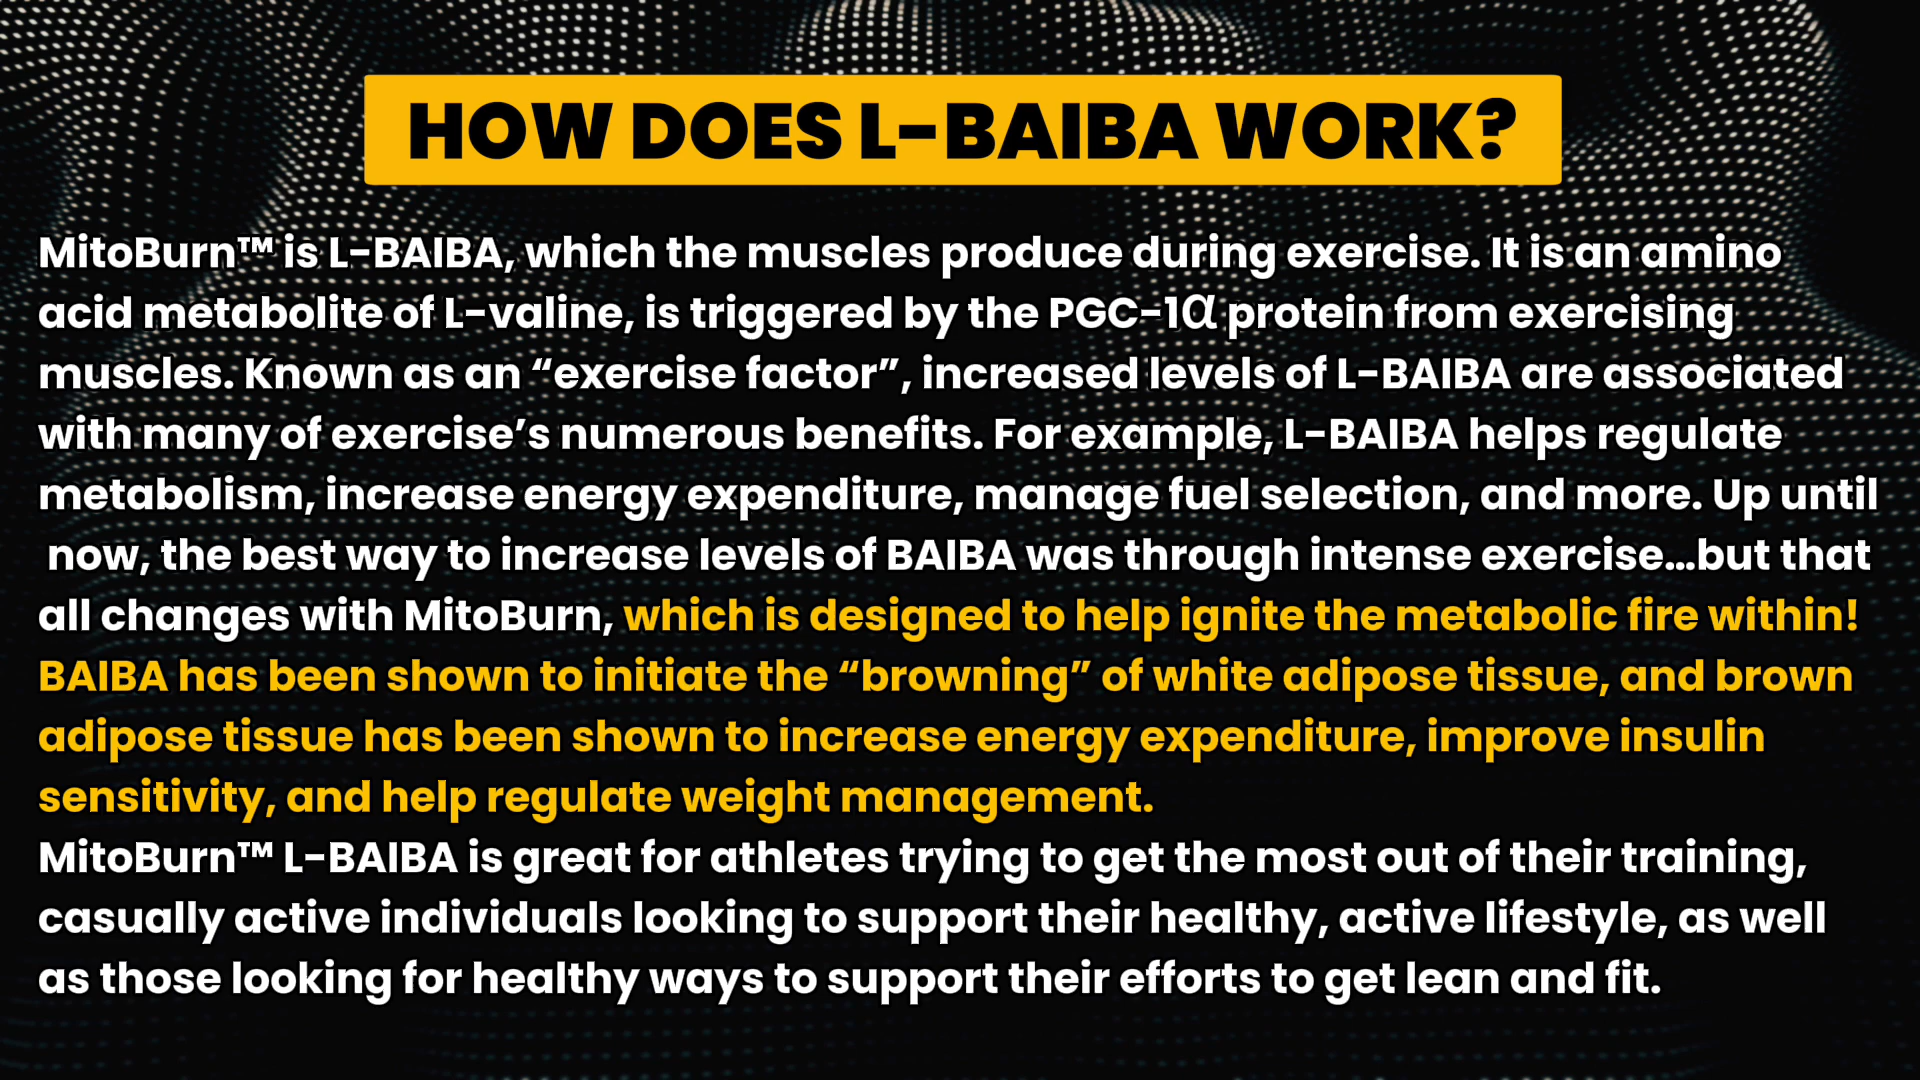 HOW DOES L-BAIBA WORK?
MitoBurn™ is L-BAIBA, which the muscles produce during exercise. It is an amino
acid metabolite of L-valine, is triggered by the PGC-1α protein from exercising
muscles. Known as an “exercise factor”, increased levels of L-BAIBA are associated
with many of exercise’s numerous benefits. For example, L-BAIBA helps regulate
metabolism, increase energy expenditure, manage fuel selection, and more. Up until
now, the best way to increase levels of BAIBA was through intense exercise...but that
all changes with MitoBurn, which is designed to help ignite the metabolic fire within!
BAIBA has been shown to initiate the “browning” of white adipose tissue, and brown
adipose tissue has been shown to increase energy expenditure, improve insulin
sensitivity, and help regulate weight management.
MitoBurn™ L-BAIBA is great for athletes trying to get the most out of their training,
casually active individuals looking to support their healthy, active lifestyle, as well
as those looking for healthy ways to support their efforts to get lean and fit.